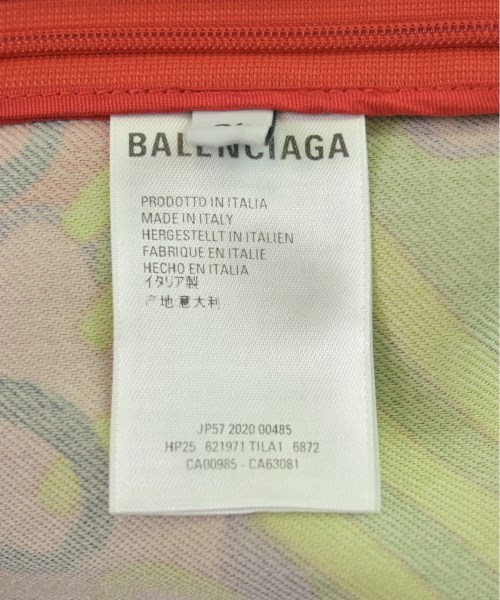 BALENCIAGA
PRODOTTO IN ITALIA
MADE IN ITALY
HERGESTELLT IN ITALIEN
FABRIQUE EN ITALIE
HECHO EN ITALIA
イタリア製
产地:意大利
JP57 2020 00485
HP25 621971 TILA1 6872
CA00985 - CA63081